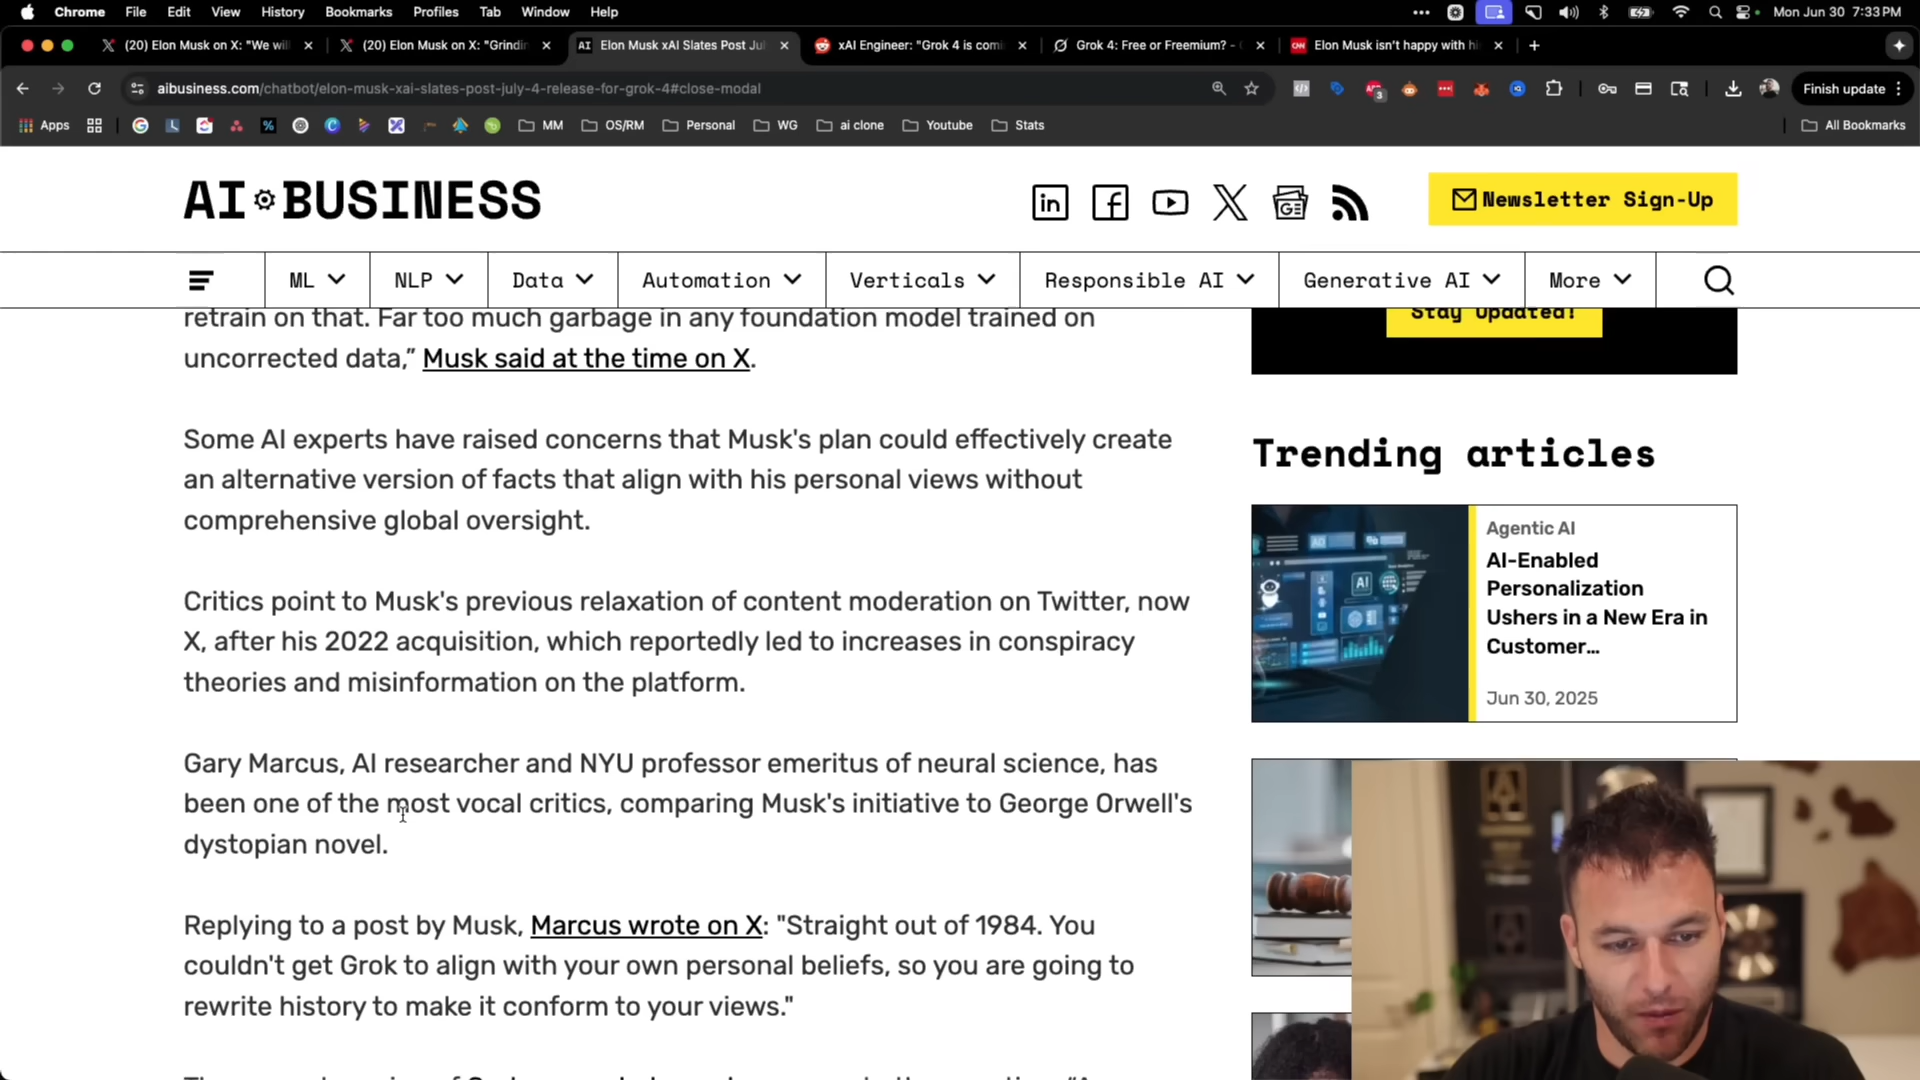 Chrome File Edit View History Bookmarks Profiles Tab Window Help Mon Jun 30 7:33 PM
(20) Elon Musk on X: "We will
(20) Elon Musk on X: "Grindin
AI Elon Musk xAI Slates Post Jul
xAI Engineer: "Grok 4 is comi
Grok 4: Free or Freemium? -
CNN Elon Musk isn't happy with hi
aibusiness.com/chatbot/elon-musk-xai-slates-post-july-4-release-for-grok-4#close-modal
3
Finish update
Apps MM OS/RM Personal WG ai clone Youtube Stats All Bookmarks
AI BUSINESS
in f GE
Newsletter Sign-Up
ML NLP Data Automation Verticals Responsible AI Generative AI More
retrain on that. Far too much garbage in any foundation model trained on
uncorrected data,” Musk said at the time on X.
Some AI experts have raised concerns that Musk's plan could effectively create
an alternative version of facts that align with his personal views without
comprehensive global oversight.
Critics point to Musk's previous relaxation of content moderation on Twitter, now
X, after his 2022 acquisition, which reportedly led to increases in conspiracy
theories and misinformation on the platform.
Gary Marcus, AI researcher and NYU professor emeritus of neural science, has
been one of the most vocal critics, comparing Musk's initiative to George Orwell's
dystopian novel.
Replying to a post by Musk, Marcus wrote on X: "Straight out of 1984. You
couldn't get Grok to align with your own personal beliefs, so you are going to
rewrite history to make it conform to your views."
Stay Updated!
Trending articles
AI
Agentic AI
AI-Enabled
Personalization
Ushers in a New Era in
Customer...
Jun 30, 2025